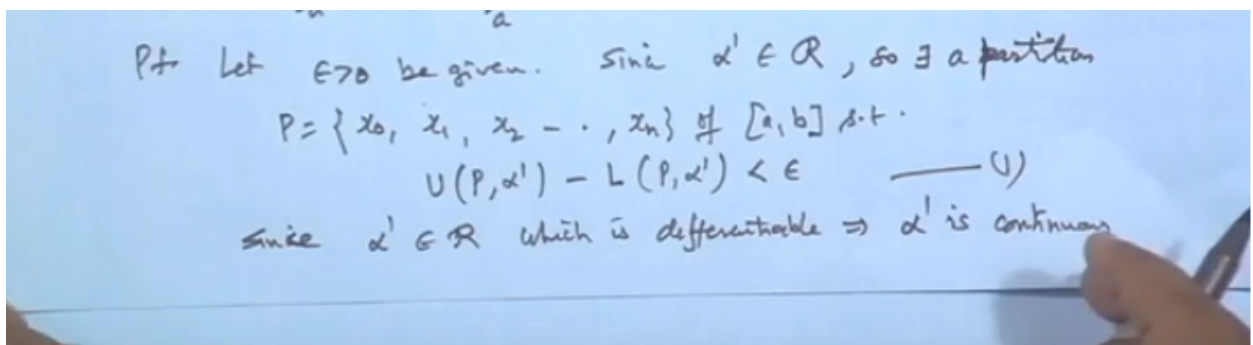 a
Pf Let ϵ>0 be given. Since α' ∈ R, so ∃ a partition
P = { x₀, x₁, x₂ - - ·, xₙ} of [a, b] s.t.
U(P, α') - L(P, α') < ϵ —— (1)
Since α' ∈ R which is differentiable ⇒ α' is continuous